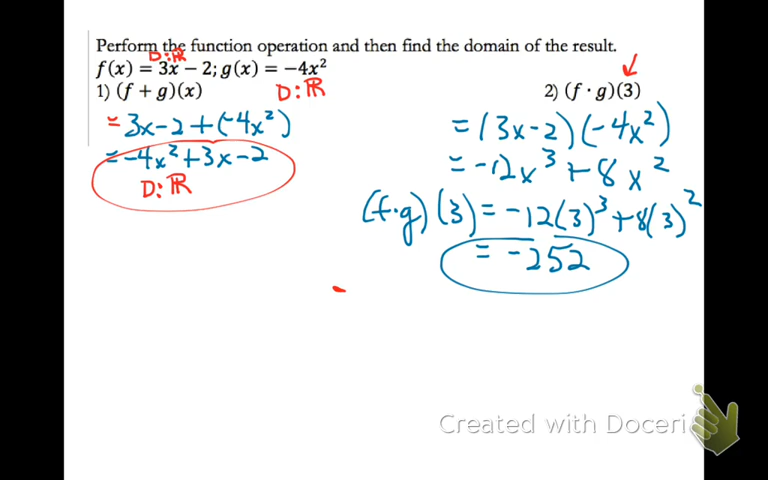 Perform the function operation and then find the domain of the result.
D: ℝ
f(x) = 3x − 2; g(x) = −4x²
D: ℝ
1) (f + g)(x)
= 3x-2 + (-4x²)
= -4x² + 3x - 2
D: ℝ
2) (f · g)(3)
= (3x-2)(-4x²)
= -12x³ + 8x²
(f·g)(3) = -12(3)³ + 8(3)²
= -252
Created with Doceri